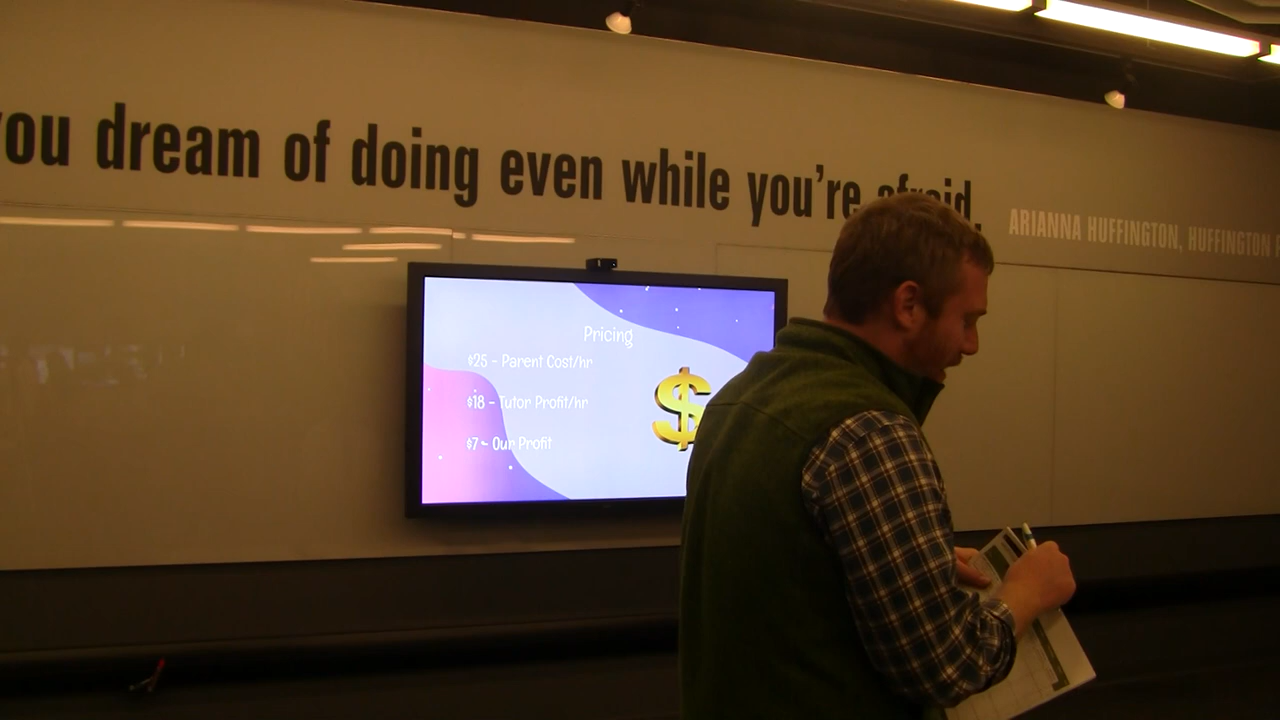 you dream of doing even while you're afraid.
ARIANNA HUFFINGTON, HUFFINGTON
Pricing
$25 - Parent Cost/hr
$18 - Tutor Profit/hr
$7 - Our Profit